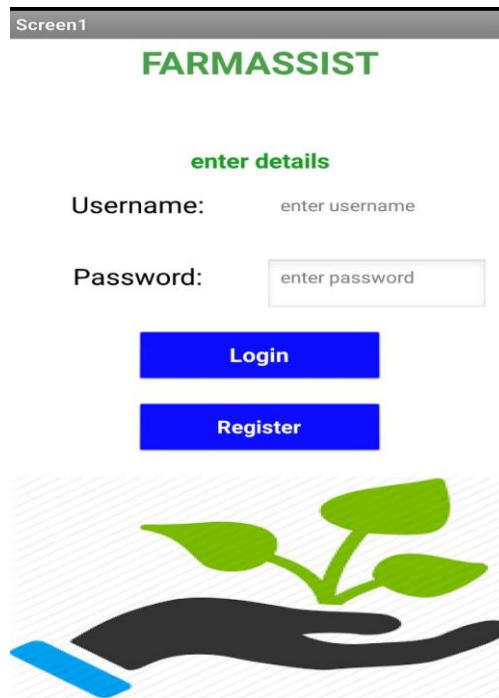 Screen1
FARMASSIST
enter details
Username: enter username
Password: enter password
Login
Register